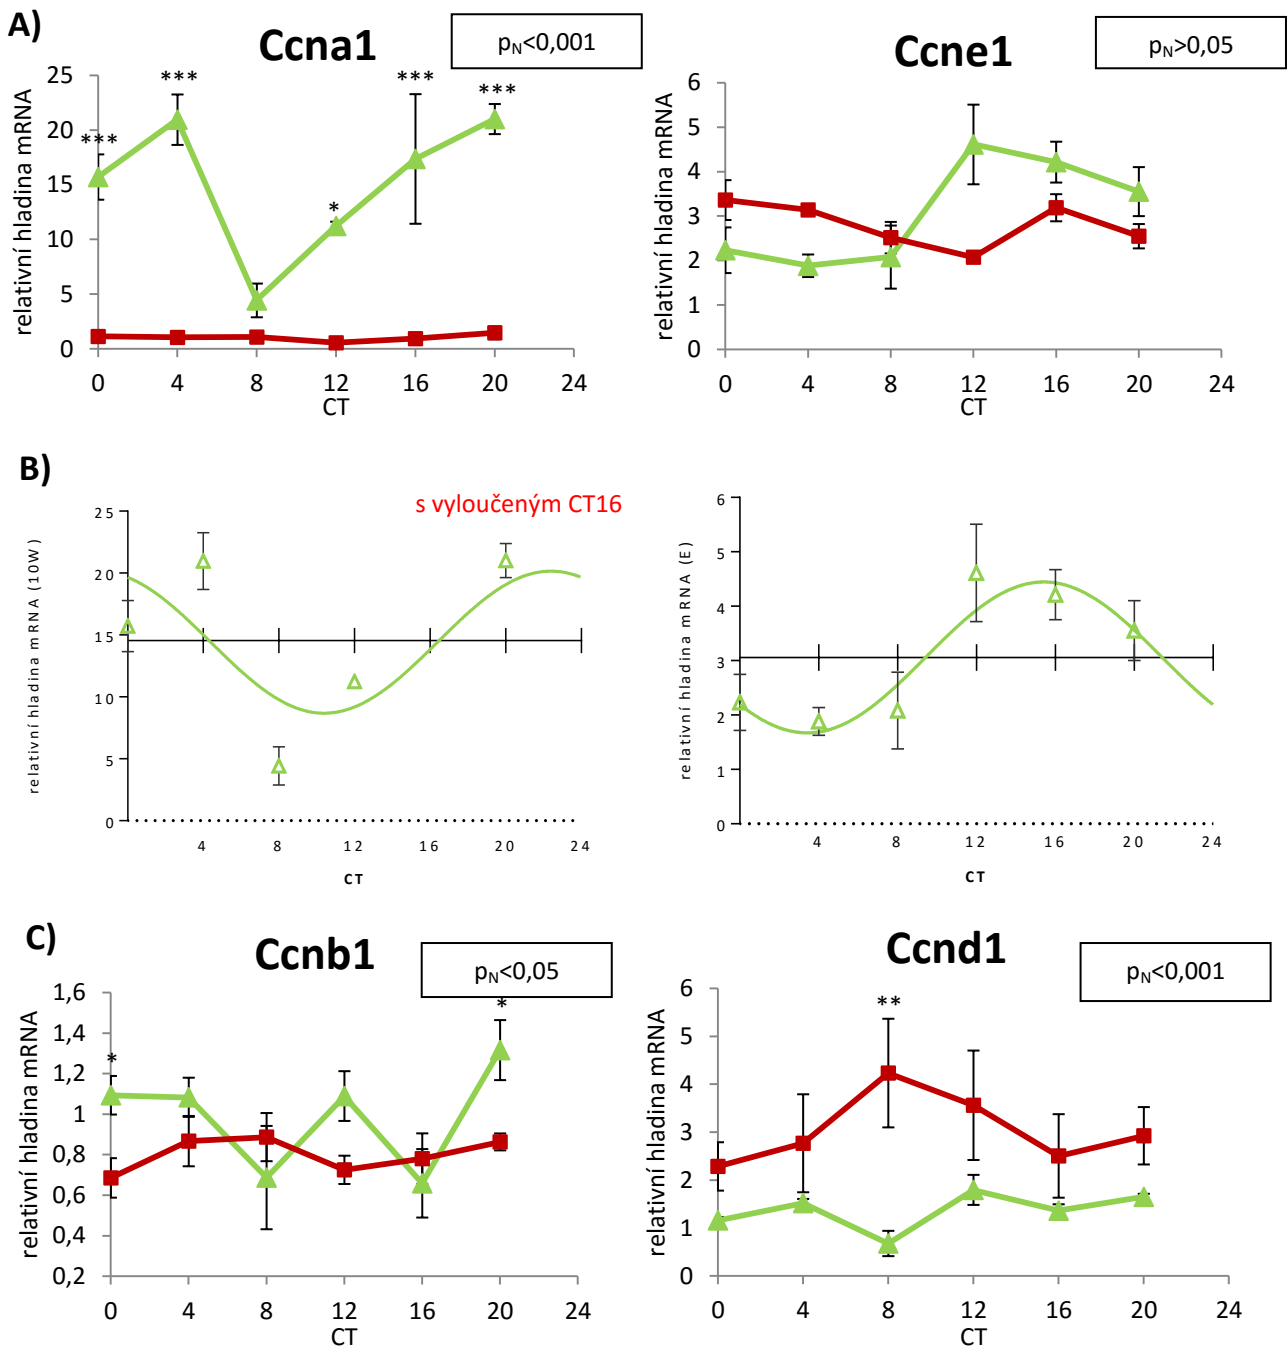 A)
Ccna1
pN<0,001
relativní hladina mRNA
25
20
15
10
5
0
***
***
*
***
***
0 4 8 12 16 20 24
CT
Ccne1
pN>0,05
relativní hladina mRNA
6
5
4
3
2
1
0
0 4 8 12 16 20 24
CT
B)
s vyloučeným CT16
relativní hladina mRNA (10W)
25
20
15
10
5
0
4 8 12 16 20 24
CT
relativní hladina mRNA (E)
6
5
4
3
2
1
0
4 8 12 16 20 24
CT
C)
Ccnb1
pN<0,05
relativní hladina mRNA
1,6
1,4
1,2
1
0,8
0,6
0,4
0,2
*
*
0 4 8 12 16 20 24
CT
Ccnd1
pN<0,001
relativní hladina mRNA
6
5
4
3
2
1
0
**
0 4 8 12 16 20 24
CT